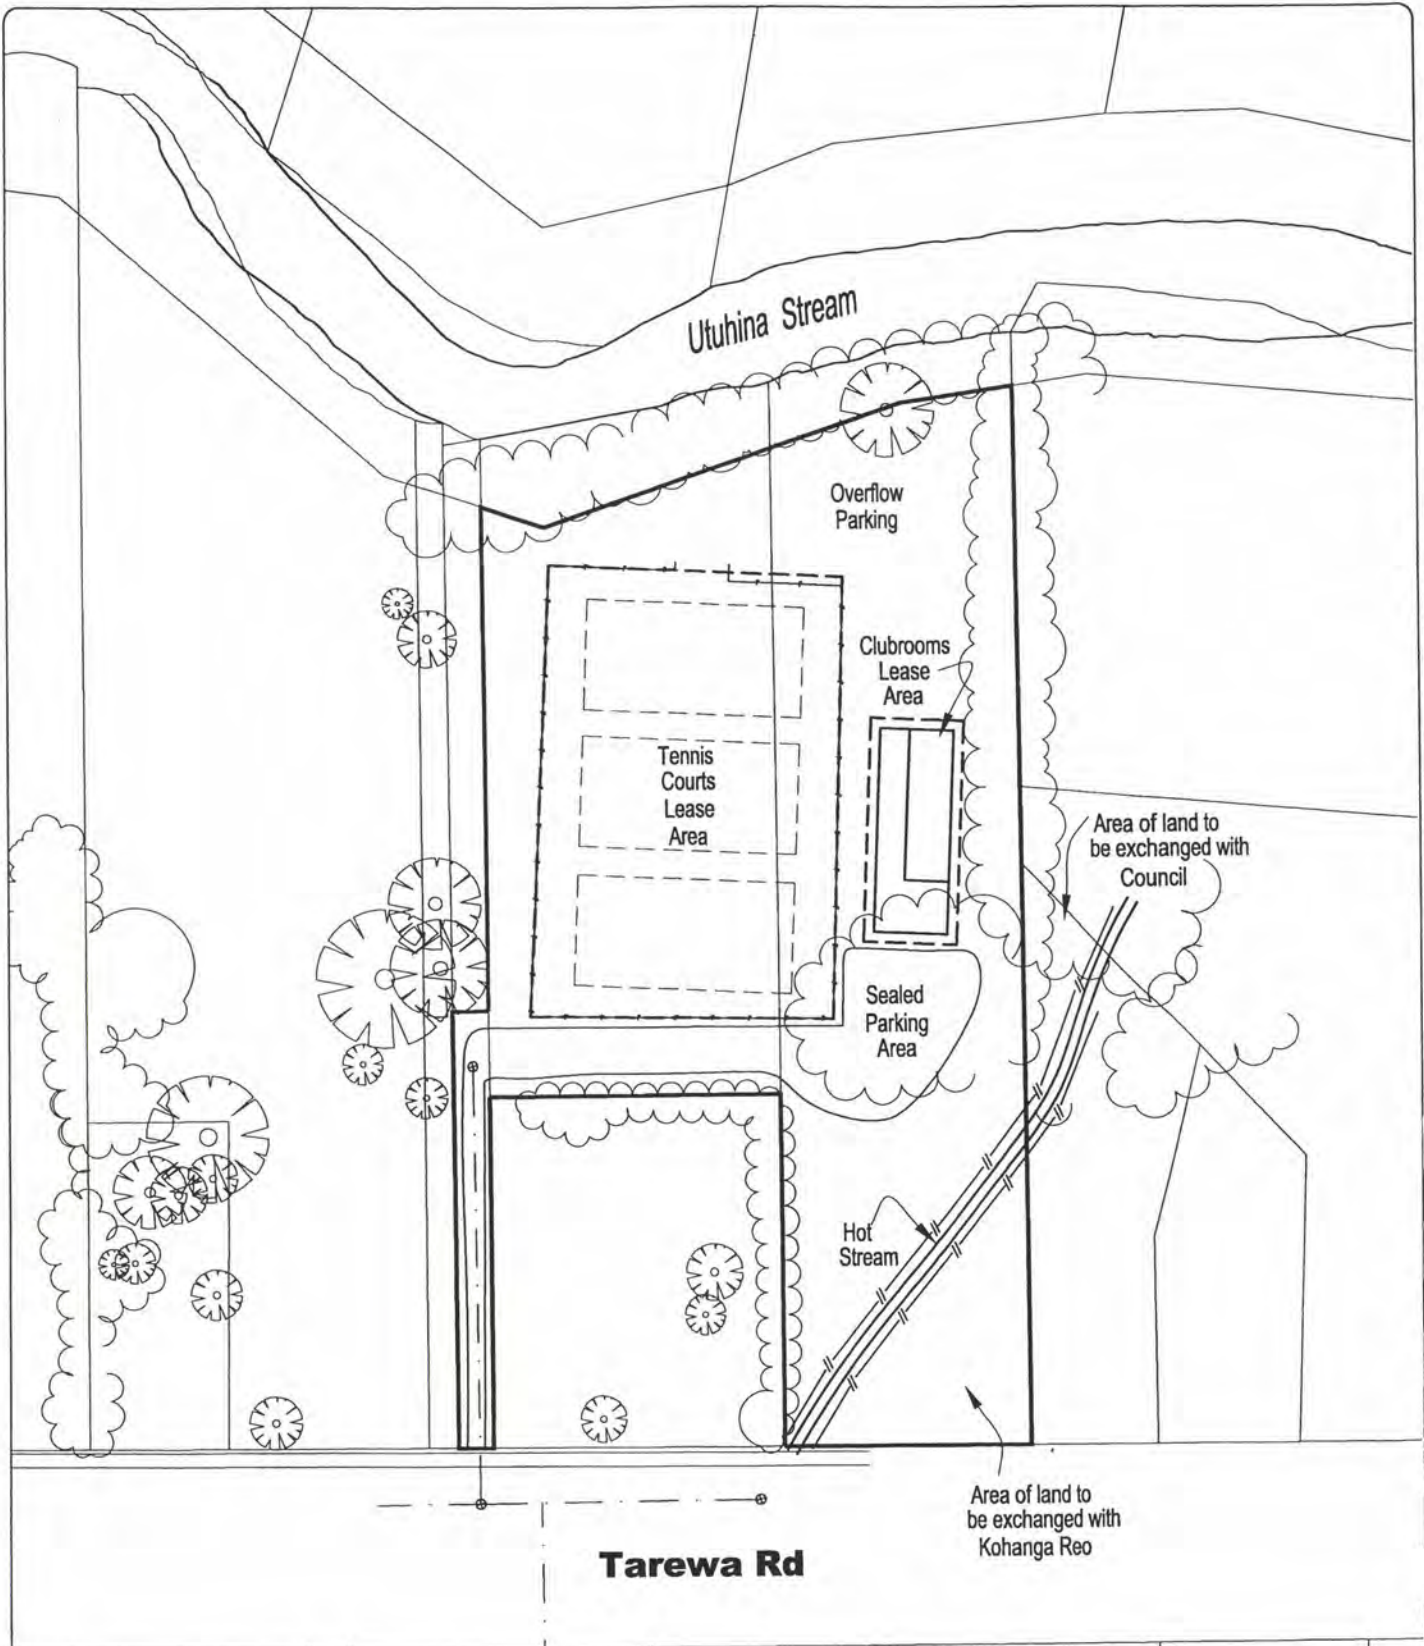 Utuhina Stream
Overflow
Parking
Clubrooms
Lease
Area
Tennis
Courts
Lease
Area
Area of land to
be exchanged with
Council
Sealed
Parking
Area
Hot
Stream
Area of land to
be exchanged with
Kohanga Reo
Tarewa Rd